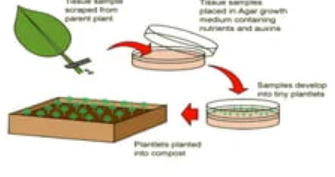 Tissue sample
scraped from
parent plant
Tissue samples
placed in Agar growth
medium containing
nutrients and auxins
Samples develop
into tiny plantlets
Plantlets planted
into compost